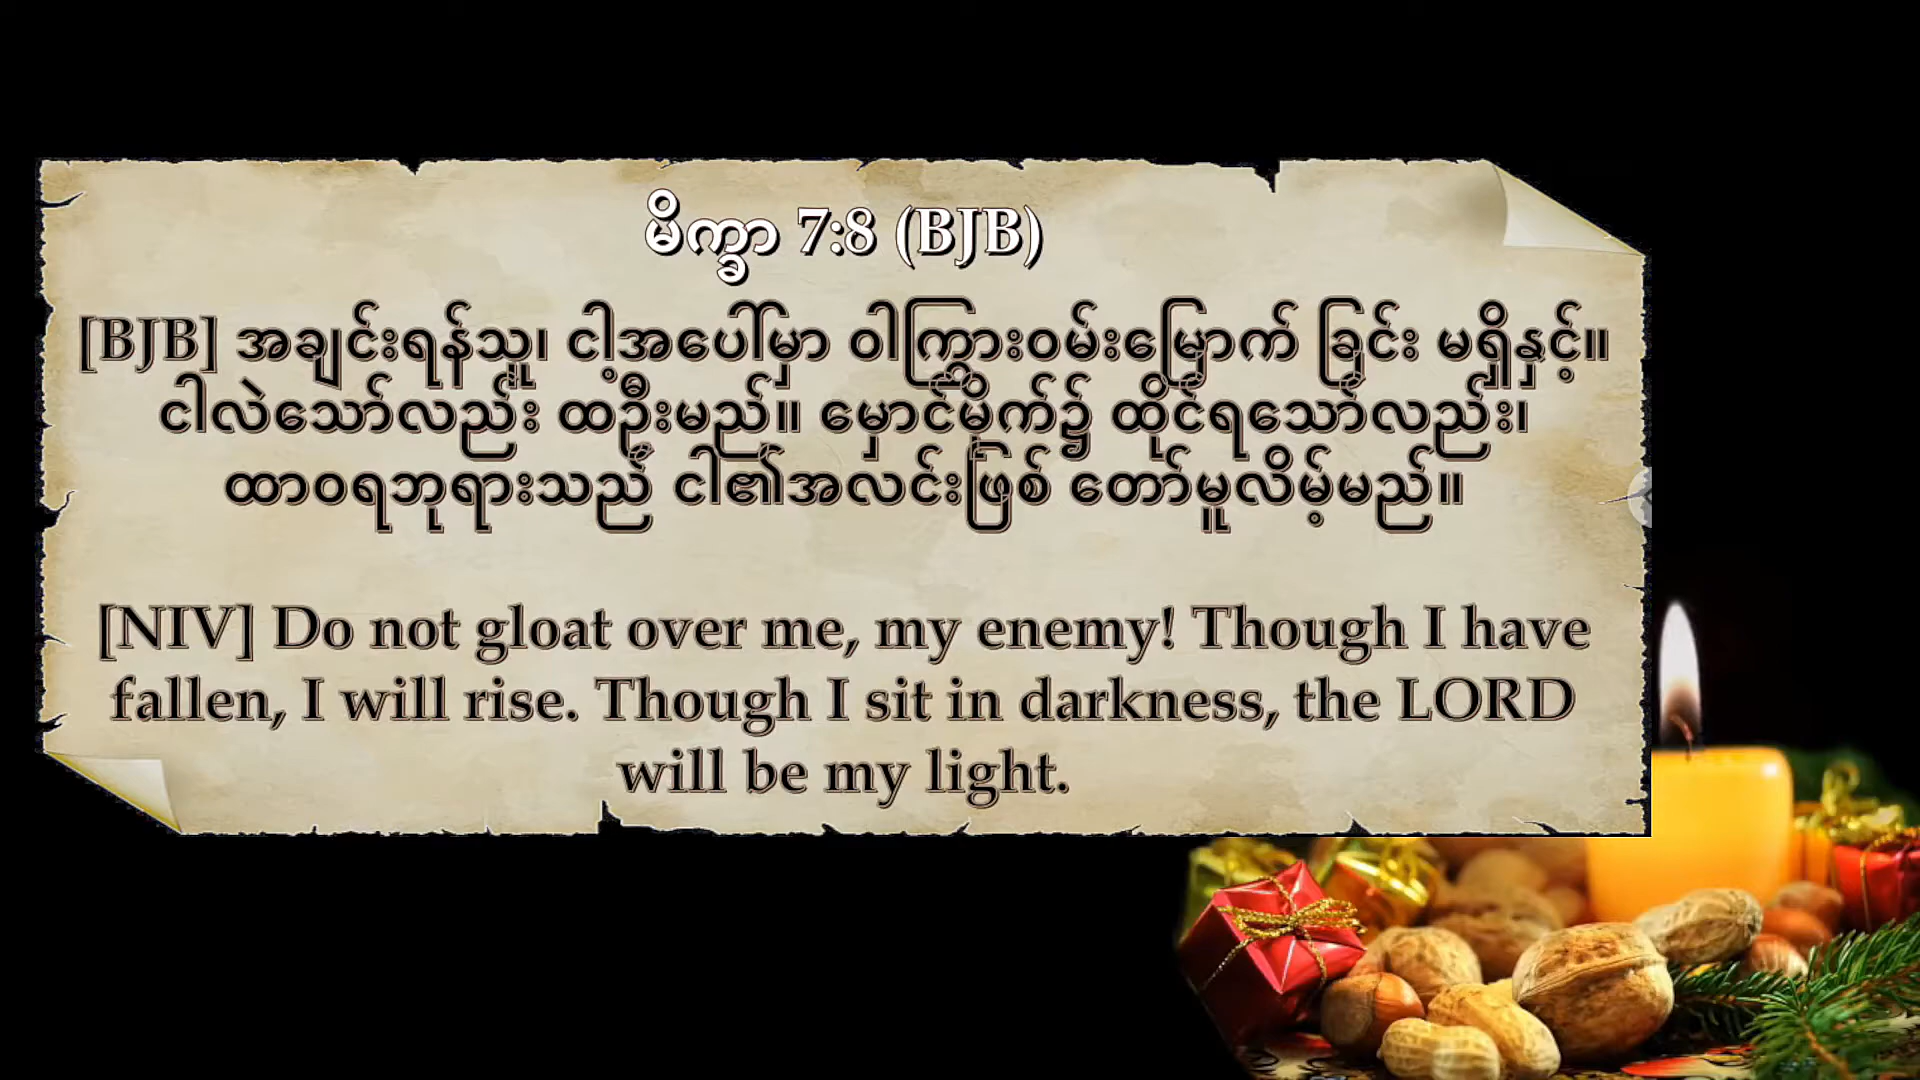 မိက္ခာ 7:8 (BJB)
[BJB] အချင်းရန်သူ၊ ငါ့အပေါ်မှာ ဝါကြွားဝမ်းမြောက် ခြင်း မရှိနှင့်။
ငါလဲသော်လည်း ထဦးမည်။ မှောင်မိုက်၌ ထိုင်ရသော်လည်း၊
ထာဝရဘုရားသည် ငါ၏အလင်းဖြစ် တော်မူလိမ့်မည်။
[NIV] Do not gloat over me, my enemy! Though I have
fallen, I will rise. Though I sit in darkness, the LORD
will be my light.